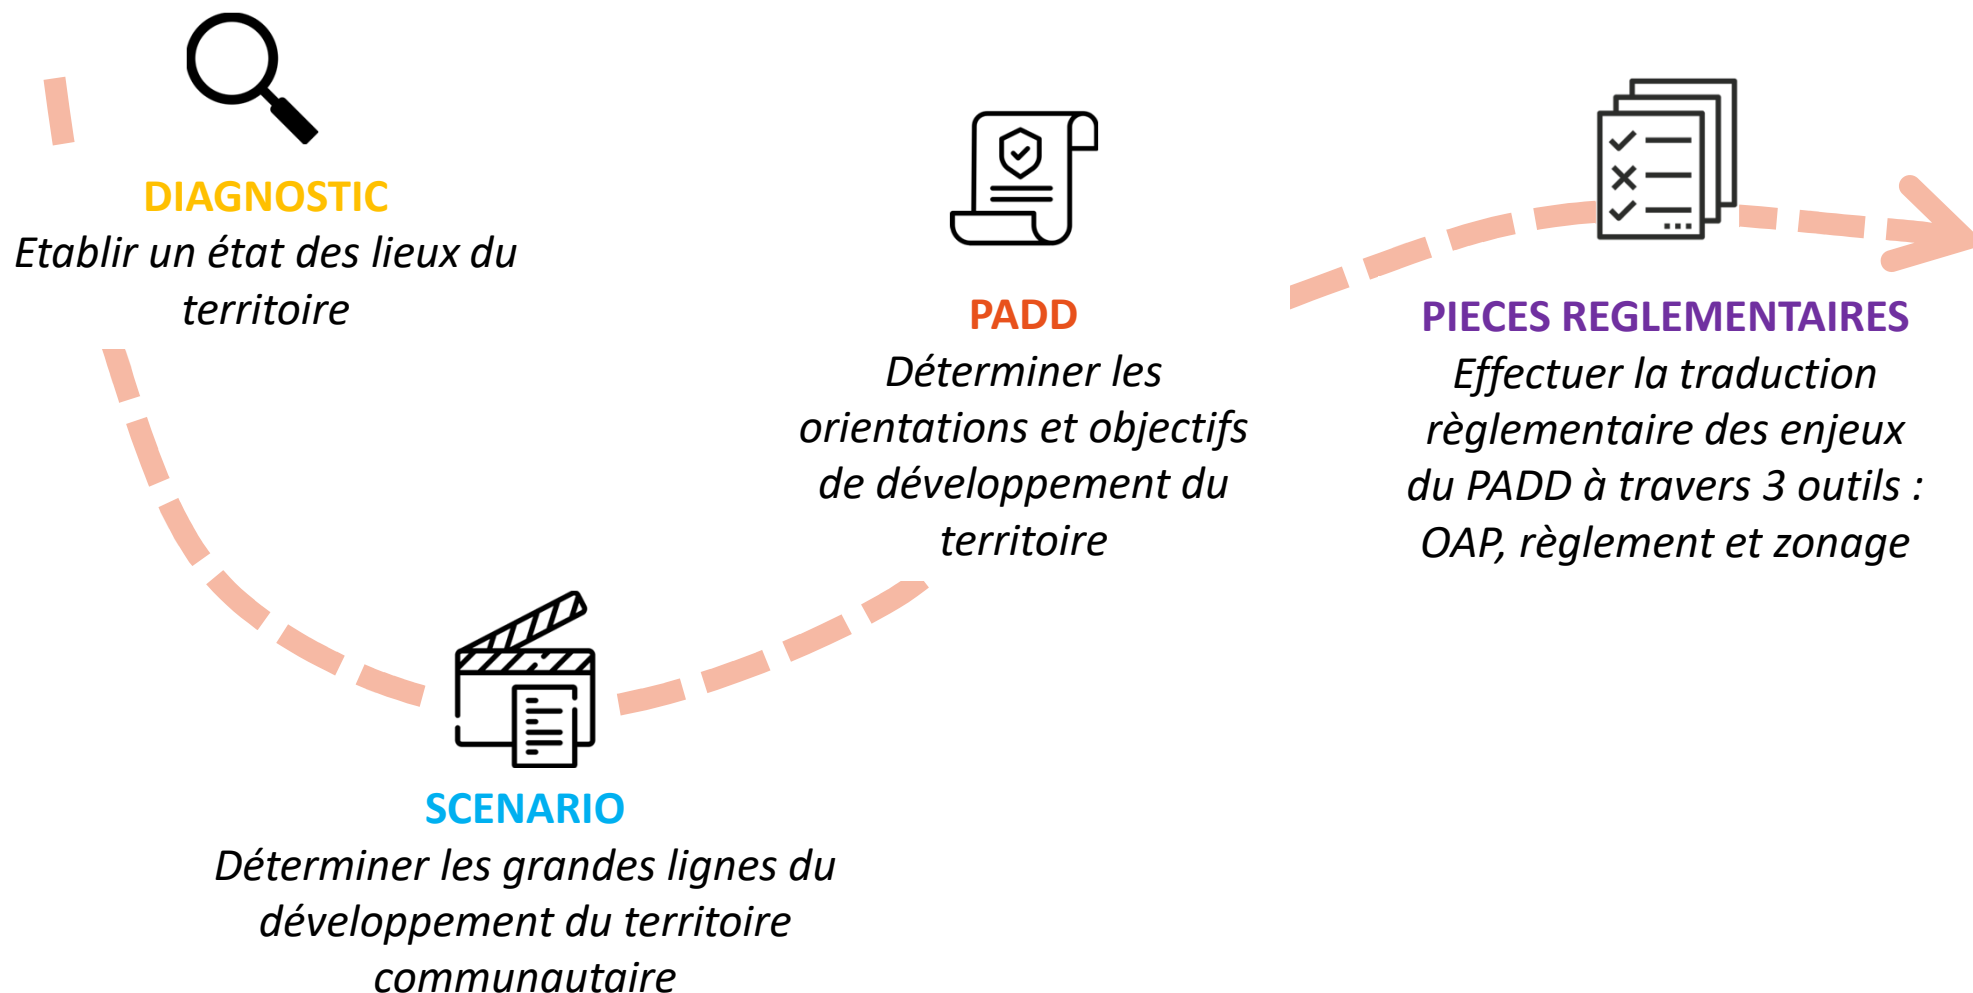 DIAGNOSTIC
Etablir un état des lieux du
territoire
SCENARIO
Déterminer les grandes lignes du
développement du territoire
communautaire
PADD
Déterminer les
orientations et objectifs
de développement du
territoire
PIECES REGLEMENTAIRES
Effectuer la traduction
règlementaire des enjeux
du PADD à travers 3 outils :
OAP, règlement et zonage